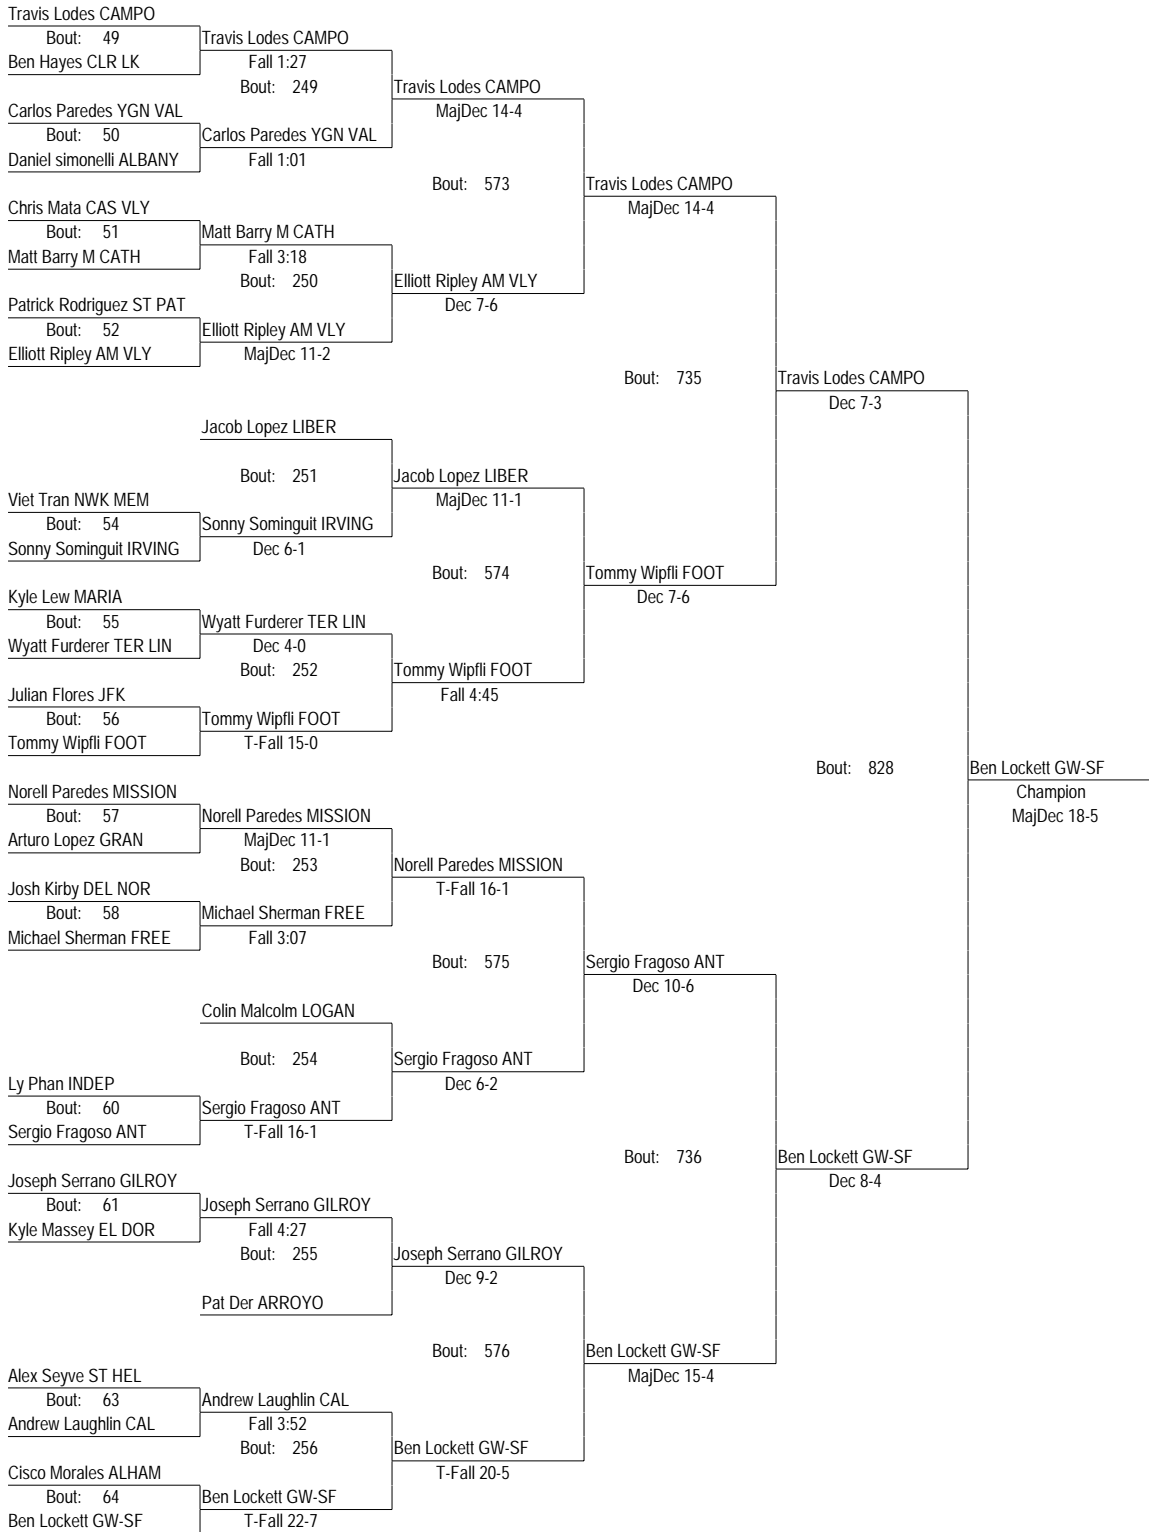 Travis Lodes CAMPO
Bout: 49
Travis Lodes CAMPO
Ben Hayes CLR LK
Fall 1:27
Bout: 249
Travis Lodes CAMPO
Carlos Paredes YGN VAL
MajDec 14-4
Bout: 50
Carlos Paredes YGN VAL
Daniel simonelli ALBANY
Fall 1:01
Bout: 573
Travis Lodes CAMPO
Chris Mata CAS VLY
MajDec 14-4
Bout: 51
Matt Barry M CATH
Matt Barry M CATH
Fall 3:18
Bout: 250
Elliott Ripley AM VLY
Patrick Rodriguez ST PAT
Dec 7-6
Bout: 52
Elliott Ripley AM VLY
Elliott Ripley AM VLY
MajDec 11-2
Bout: 735
Travis Lodes CAMPO
Dec 7-3
Jacob Lopez LIBER
Bout: 251
Jacob Lopez LIBER
Viet Tran NWK MEM
MajDec 11-1
Bout: 54
Sonny Sominguit IRVING
Sonny Sominguit IRVING
Dec 6-1
Bout: 574
Tommy Wipfli FOOT
Kyle Lew MARIA
Dec 7-6
Bout: 55
Wyatt Furderer TER LIN
Wyatt Furderer TER LIN
Dec 4-0
Bout: 252
Tommy Wipfli FOOT
Julian Flores JFK
Fall 4:45
Bout: 56
Tommy Wipfli FOOT
Tommy Wipfli FOOT
T-Fall 15-0
Bout: 828
Ben Lockett GW-SF
Norell Paredes MISSION
Champion
Bout: 57
Norell Paredes MISSION
MajDec 18-5
Arturo Lopez GRAN
MajDec 11-1
Bout: 253
Norell Paredes MISSION
Josh Kirby DEL NOR
T-Fall 16-1
Bout: 58
Michael Sherman FREE
Michael Sherman FREE
Fall 3:07
Bout: 575
Sergio Fragoso ANT
Dec 10-6
Colin Malcolm LOGAN
Bout: 254
Sergio Fragoso ANT
Ly Phan INDEP
Dec 6-2
Bout: 60
Sergio Fragoso ANT
Sergio Fragoso ANT
T-Fall 16-1
Bout: 736
Ben Lockett GW-SF
Joseph Serrano GILROY
Dec 8-4
Bout: 61
Joseph Serrano GILROY
Kyle Massey EL DOR
Fall 4:27
Bout: 255
Joseph Serrano GILROY
Dec 9-2
Pat Der ARROYO
Bout: 576
Ben Lockett GW-SF
Alex Seyve ST HEL
MajDec 15-4
Bout: 63
Andrew Laughlin CAL
Andrew Laughlin CAL
Fall 3:52
Bout: 256
Ben Lockett GW-SF
Cisco Morales ALHAM
T-Fall 20-5
Bout: 64
Ben Lockett GW-SF
Ben Lockett GW-SF
T-Fall 22-7